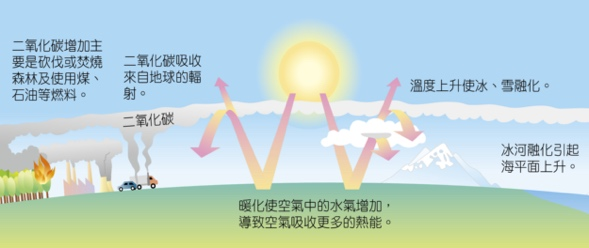 二氧化碳增加主
要是砍伐或焚燒
森林及使用煤、
石油等燃料。
二氧化碳吸收
來自地球的輻
射。
二氧化碳
溫度上升使冰、雪融化。
冰河融化引起
海平面上升。
暖化使空氣中的水氣增加，
導致空氣吸收更多的熱能。